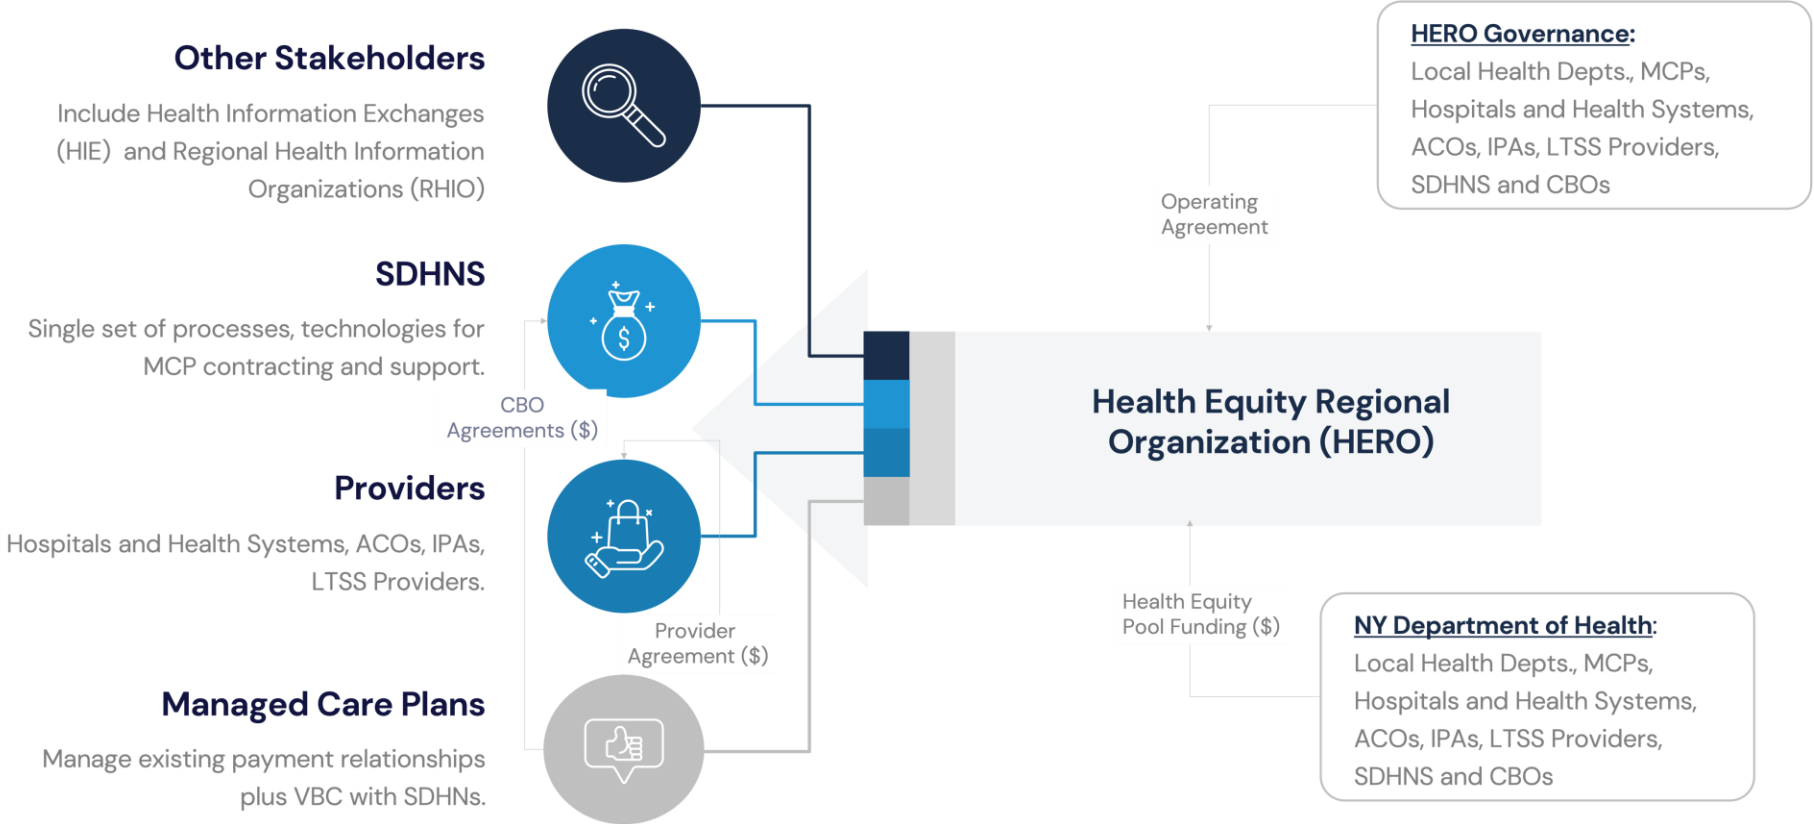 Other Stakeholders
Include Health Information Exchanges
(HIE) and Regional Health Information
Organizations (RHIO)
SDHNS
Single set of processes, technologies for
MCP contracting and support.
CBO
Agreements ($)
Providers
Hospitals and Health Systems, ACOs, IPAs,
LTSS Providers.
Provider
Agreement ($)
Managed Care Plans
Manage existing payment relationships
plus VBC with SDHNs.
$
HERO Governance:
Local Health Depts., MCPs,
Hospitals and Health Systems,
ACOs, IPAs, LTSS Providers,
SDHNS and CBOs
Operating
Agreement
Health Equity Regional
Organization (HERO)
Health Equity
Pool Funding ($)
NY Department of Health:
Local Health Depts., MCPs,
Hospitals and Health Systems,
ACOs, IPAs, LTSS Providers,
SDHNS and CBOs